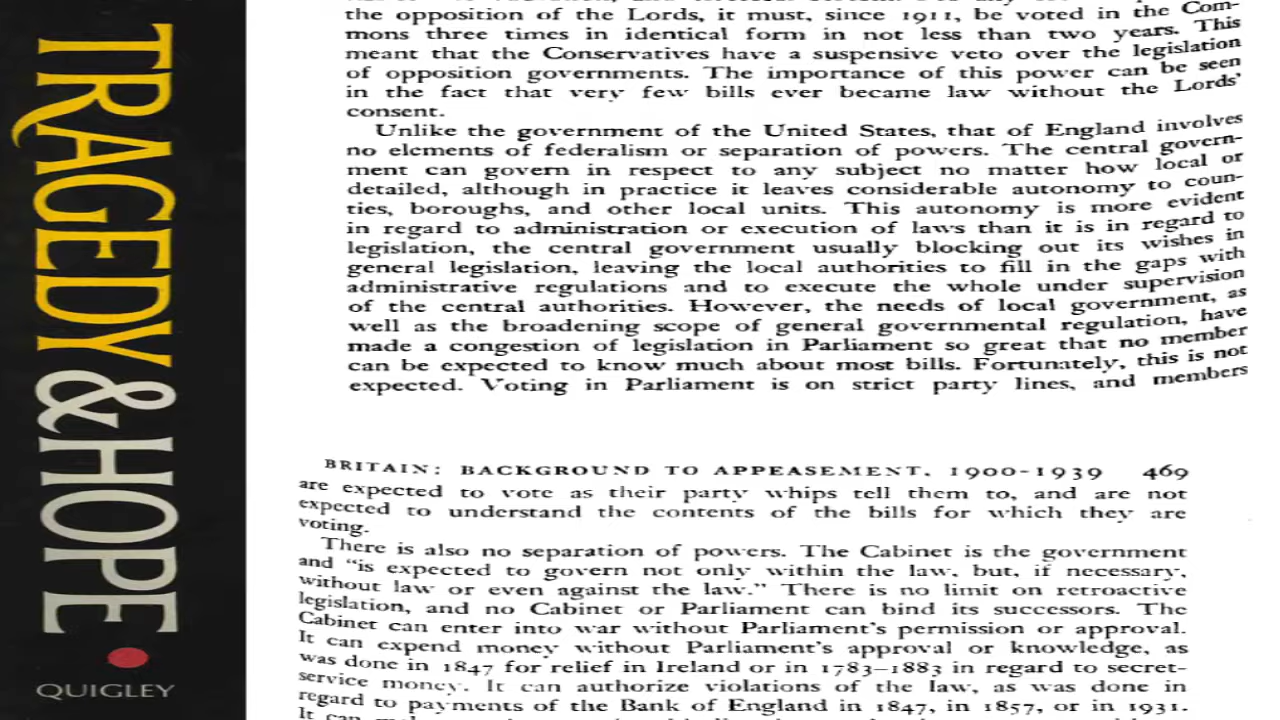 TRAGEDY & HOPE
QUIGLEY
the opposition of the Lords, it must, since 1911, be voted in the Com-
mons three times in identical form in not less than two years. This
meant that the Conservatives have a suspensive veto over the legislation
of opposition governments. The importance of this power can be seen
in the fact that very few bills ever became law without the Lords'
consent.
Unlike the government of the United States, that of England involves
no elements of federalism or separation of powers. The central govern-
ment can govern in respect to any subject no matter how local or
detailed, although in practice it leaves considerable autonomy to coun-
ties, boroughs, and other local units. This autonomy is more evident
in regard to administration or execution of laws than it is in regard to
legislation, the central government usually blocking out its wishes in
general legislation, leaving the local authorities to fill in the gaps with
administrative regulations and to execute the whole under supervision
of the central authorities. However, the needs of local government, as
well as the broadening scope of general governmental regulation, have
made a congestion of legislation in Parliament so great that no member
can be expected to know much about most bills. Fortunately, this is not
expected. Voting in Parliament is on strict party lines, and members
BRITAIN: BACKGROUND TO APPEASEMENT, 1900-1939 469
are expected to vote as their party whips tell them to, and are not
expected to understand the contents of the bills for which they are
voting.
There is also no separation of powers. The Cabinet is the government
and "is expected to govern not only within the law, but, if necessary,
without law or even against the law." There is no limit on retroactive
legislation, and no Cabinet or Parliament can bind its successors. The
Cabinet can enter into war without Parliament's permission or approval.
It can expend money without Parliament's approval or knowledge, as
was done in 1847 for relief in Ireland or in 1783–1883 in regard to secret-
service money. It can authorize violations of the law, as was done in
regard to payments of the Bank of England in 1847, in 1857, or in 1931.
It can